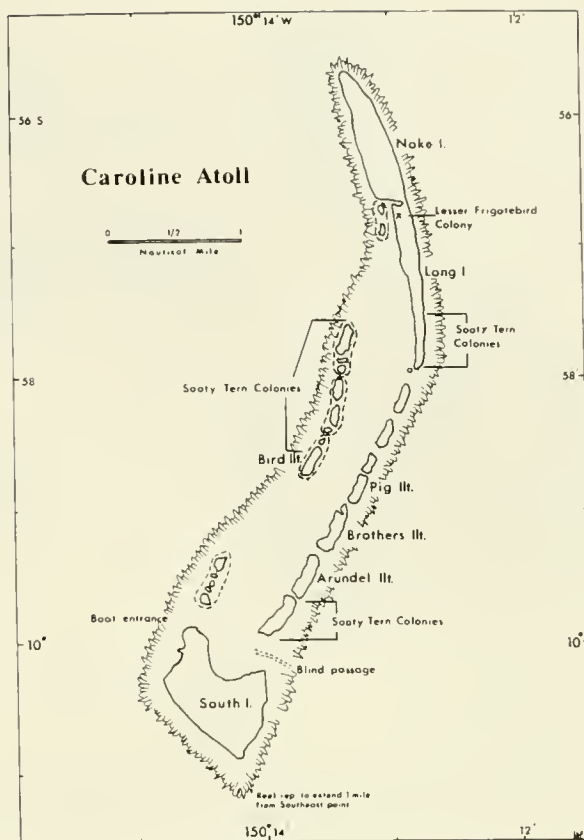 150° 14' W
12'
56 S
56'
Noke I.
Caroline Atoll
Lesser Frigatebird
Colony
0 1/2 1
Nautical Mile
Long I
Sooty Tern
Colonies
Sooty Tern Colonies
58
58'
Bird Ilt.
Pig Ilt.
Brothers Ilt.
Arundel Ilt.
Boat entrance
Sooty Tern Colonies
10°
10°
Blind passage
South I.
Reef rep to extend 1 mile
from Southeast point
150° 14
12'